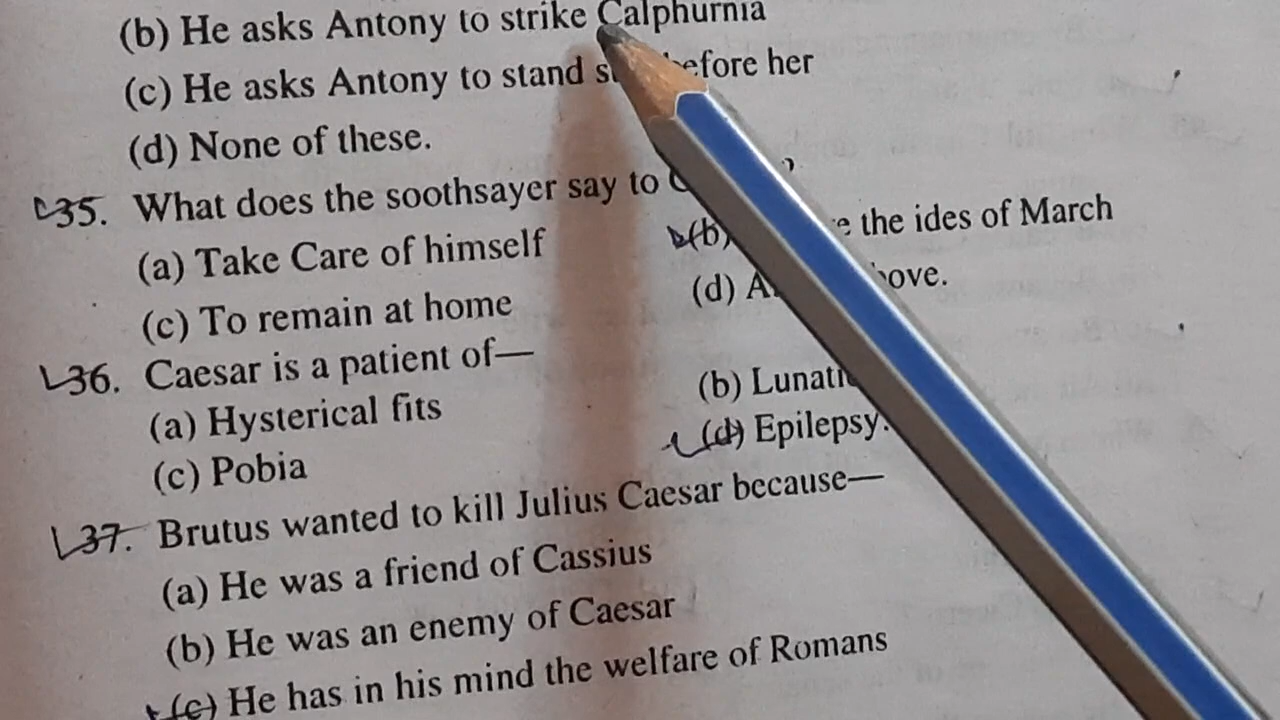 (b) He asks Antony to strike Calphurnia
(c) He asks Antony to stand before her
(d) None of these.
35. What does the soothsayer say to ?
(a) Take Care of himself (b) the ides of March
(c) To remain at home (d)
36. Caesar is a patient of—
(a) Hysterical fits (b)
(c) Pobia (d) Epilepsy.
37. Brutus wanted to kill Julius Caesar because—
(a) He was a friend of Cassius
(b) He was an enemy of Caesar
(c) He has in his mind the welfare of Romans